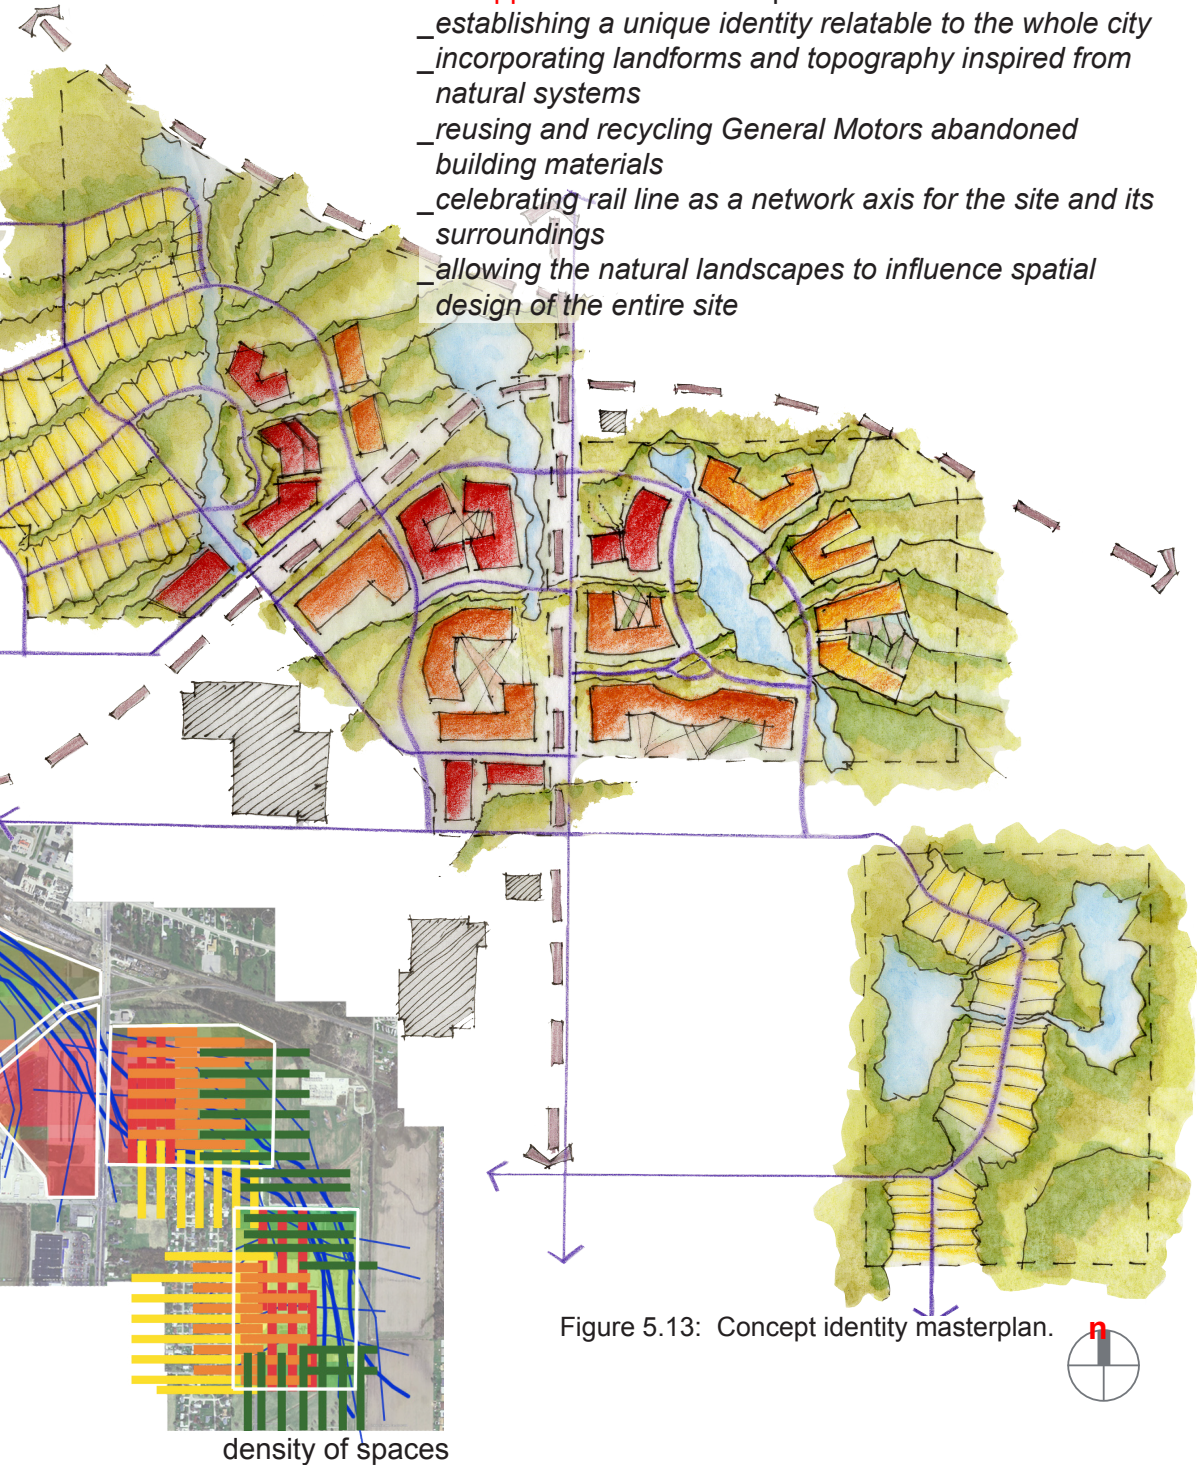 _establishing a unique identity relatable to the whole city
_incorporating landforms and topography inspired from
natural systems
_reusing and recycling General Motors abandoned
building materials
_celebrating rail line as a network axis for the site and its
surroundings
_allowing the natural landscapes to influence spatial
design of the entire site
Figure 5.13: Concept identity masterplan.
n
density of spaces